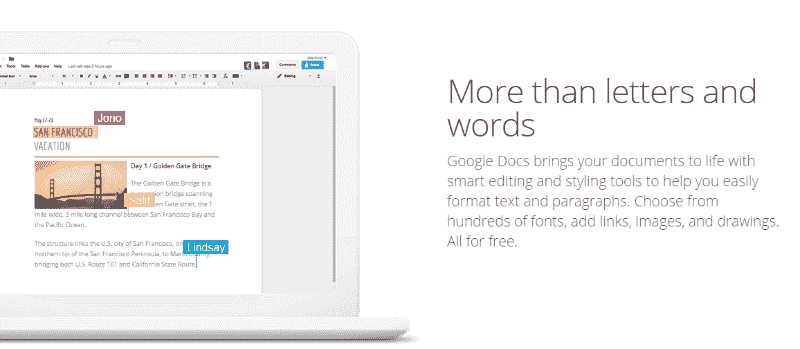 Tools Table Add-ons Help Last edit was 5 hours ago
Comments Share
Editing
May 17-20
Jono
SAN FRANCISCO
VACATION
Day 1 / Golden Gate Bridge
The Golden Gate Bridge is a
bridge spanning
Gate strait, the 1
mile wide, 3 mile long channel between San Francisco Bay and
the Pacific Ocean.
Lindsay
The structure links the U.S. city of San Francisco, on
northern tip of the San Francisco Peninsula, to Marin County,
bridging both U.S. Route 101 and California State Route
More than letters and
words
Google Docs brings your documents to life with
smart editing and styling tools to help you easily
format text and paragraphs. Choose from
hundreds of fonts, add links, images, and drawings.
All for free.